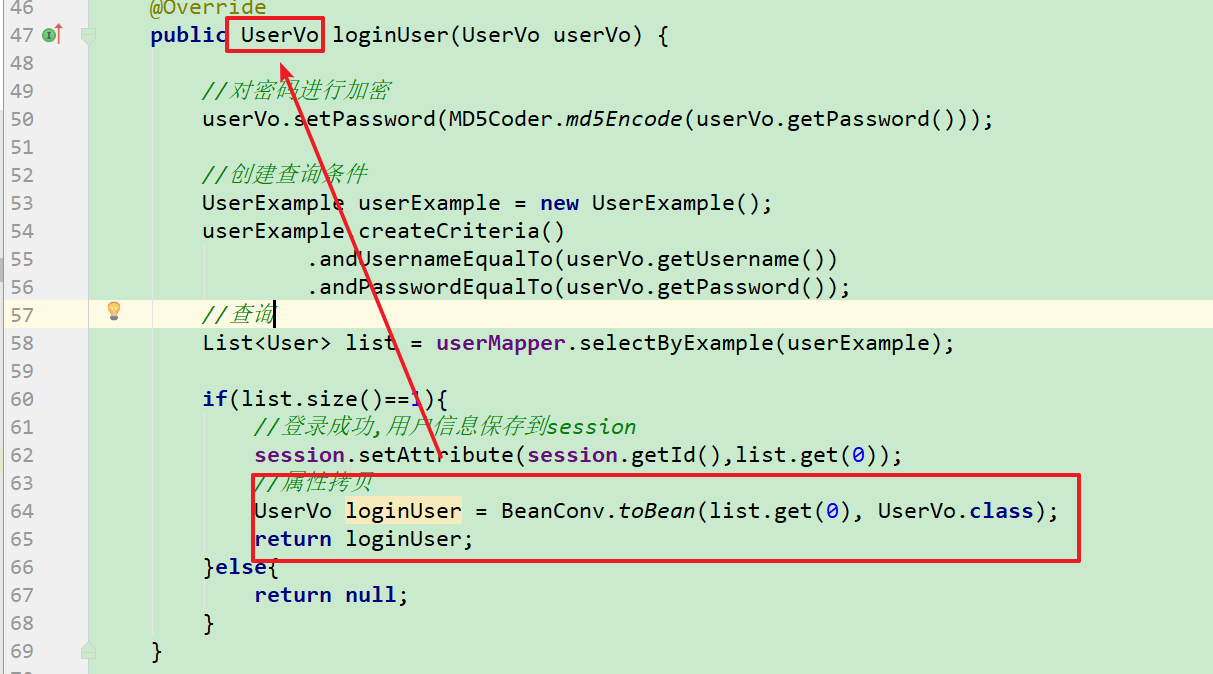 46 @Override
47 public UserVo loginUser(UserVo userVo) {
48
49 //对密码进行加密
50 userVo.setPassword(MD5Coder.md5Encode(userVo.getPassword()));
51
52 //创建查询条件
53 UserExample userExample = new UserExample();
54 userExample.createCriteria()
55 .andUsernameEqualTo(userVo.getUsername())
56 .andPasswordEqualTo(userVo.getPassword());
57 //查询
58 List<User> list = userMapper.selectByExample(userExample);
59
60 if(list.size()==1){
61 //登录成功,用户信息保存到session
62 session.setAttribute(session.getId(),list.get(0));
63 //属性拷贝
64 UserVo loginUser = BeanConv.toBean(list.get(0), UserVo.class);
65 return loginUser;
66 }else{
67 return null;
68 }
69 }